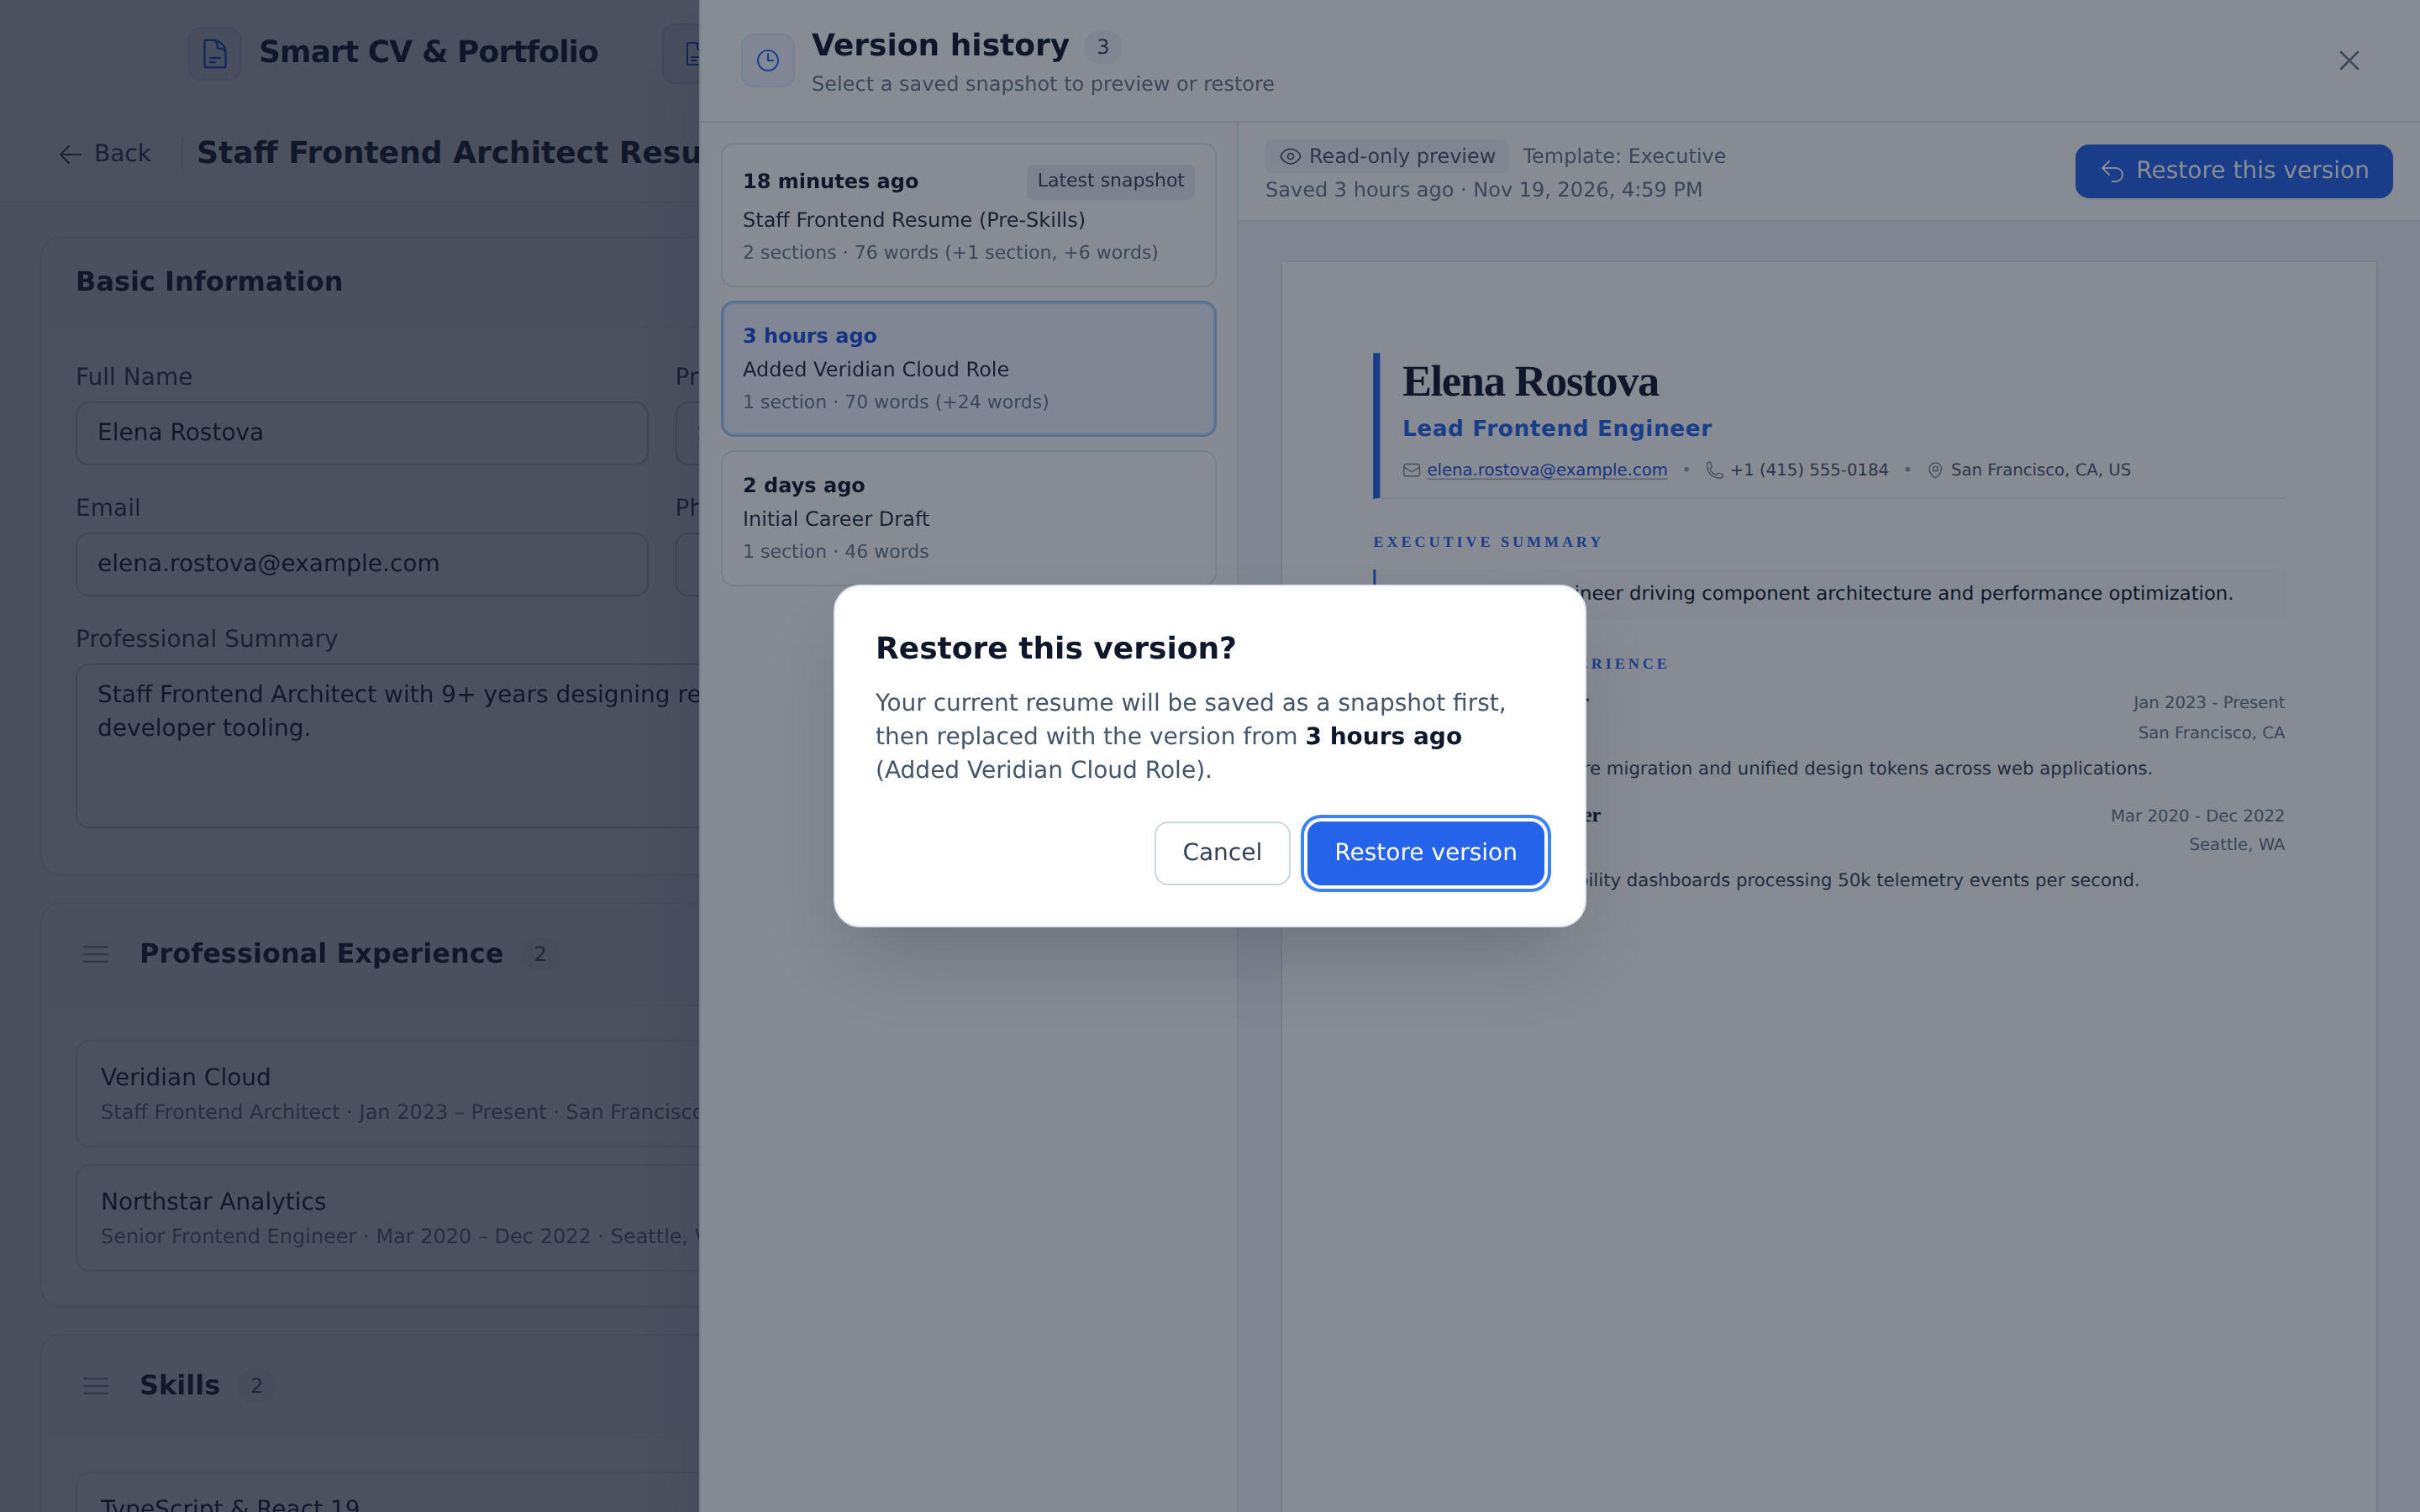 Smart CV & Portfolio
Back
Staff Frontend Architect Resu
Basic Information
Full Name
Pr
Elena Rostova
Email
Ph
elena.rostova@example.com
Professional Summary
Staff Frontend Architect with 9+ years designing re
developer tooling.
Professional Experience 2
Veridian Cloud
Staff Frontend Architect · Jan 2023 – Present · San Francisco
Northstar Analytics
Senior Frontend Engineer · Mar 2020 – Dec 2022 · Seattle,
Skills 2
TypeScript & React 19
Version history 3
Select a saved snapshot to preview or restore
18 minutes ago
Latest snapshot
Staff Frontend Resume (Pre-Skills)
2 sections · 76 words (+1 section, +6 words)
3 hours ago
Added Veridian Cloud Role
1 section · 70 words (+24 words)
2 days ago
Initial Career Draft
1 section · 46 words
Read-only preview
Template: Executive
Saved 3 hours ago · Nov 19, 2026, 4:59 PM
Restore this version
Elena Rostova
Lead Frontend Engineer
elena.rostova@example.com • +1 (415) 555-0184 • San Francisco, CA, US
EXECUTIVE SUMMARY
ineer driving component architecture and performance optimization.
RIENCE
Jan 2023 - Present
San Francisco, CA
re migration and unified design tokens across web applications.
er
Mar 2020 - Dec 2022
Seattle, WA
ility dashboards processing 50k telemetry events per second.
Restore this version?
Your current resume will be saved as a snapshot first,
then replaced with the version from 3 hours ago
(Added Veridian Cloud Role).
Cancel
Restore version